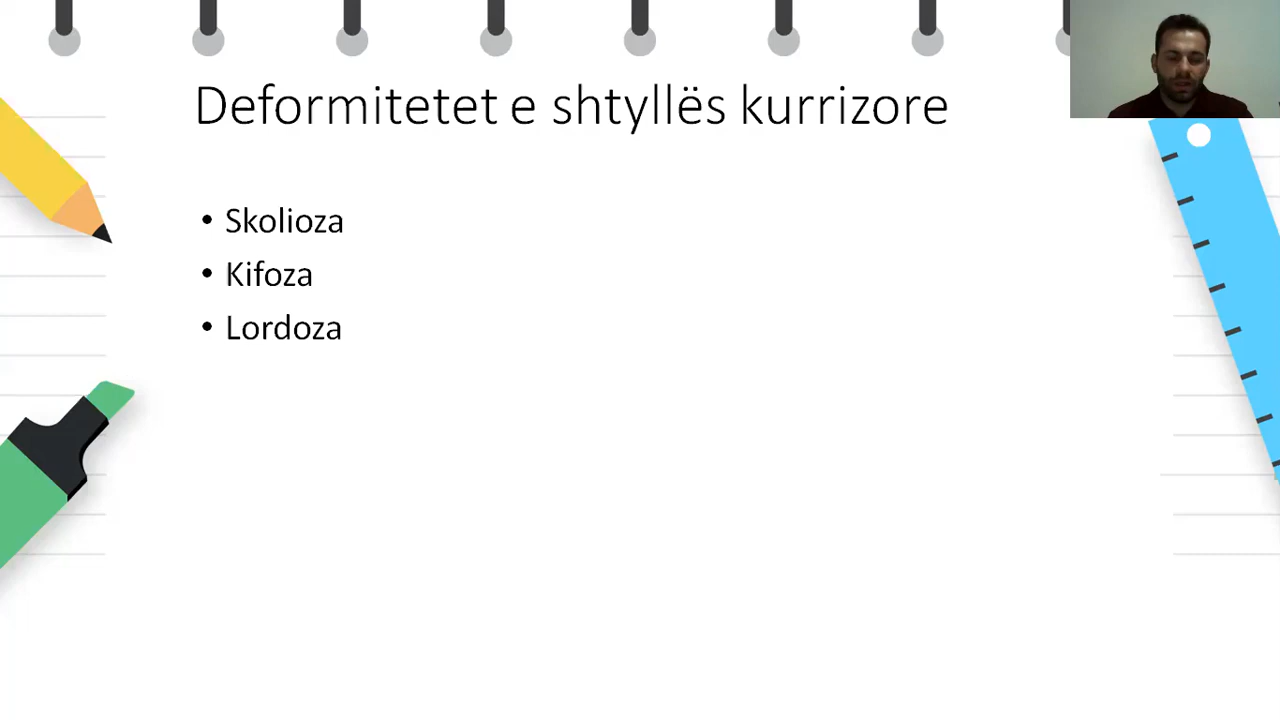 Deformitetet e shtyllës kurrizore
• Skolioza
• Kifoza
• Lordoza